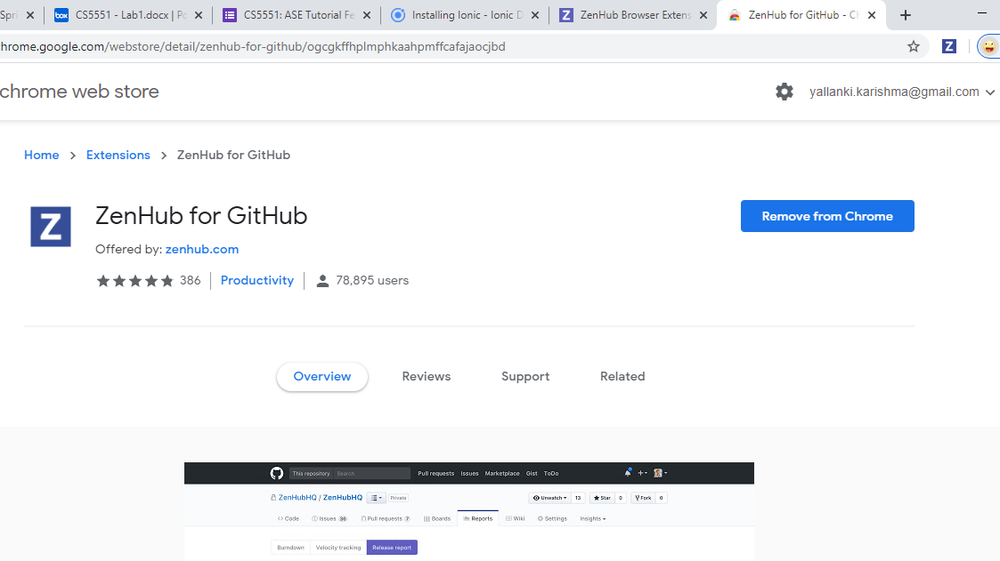 Spri
CS5551 - Lab1.docx | Po
CS5551: ASE Tutorial Fe
Installing Ionic - Ionic D
ZenHub Browser Extens
ZenHub for GitHub - Ch
hrome.google.com/webstore/detail/zenhub-for-github/ogcgkffhplmphkaahpmffcafajaocjbd
Z
chrome web store
yallanki.karishma@gmail.com
Home > Extensions > ZenHub for GitHub
Z
ZenHub for GitHub
Remove from Chrome
Offered by: zenhub.com
386 | Productivity | 78,895 users
Overview Reviews Support Related
This repository Search Pull requests Issues Marketplace Gist ToDo
ZenHubHQ / ZenHubHQ Private Unwatch 13 Star 0 Fork 0
Code Issues 36 Pull requests 7 Boards Reports Wiki Settings Insights
Burndown Velocity tracking Release report